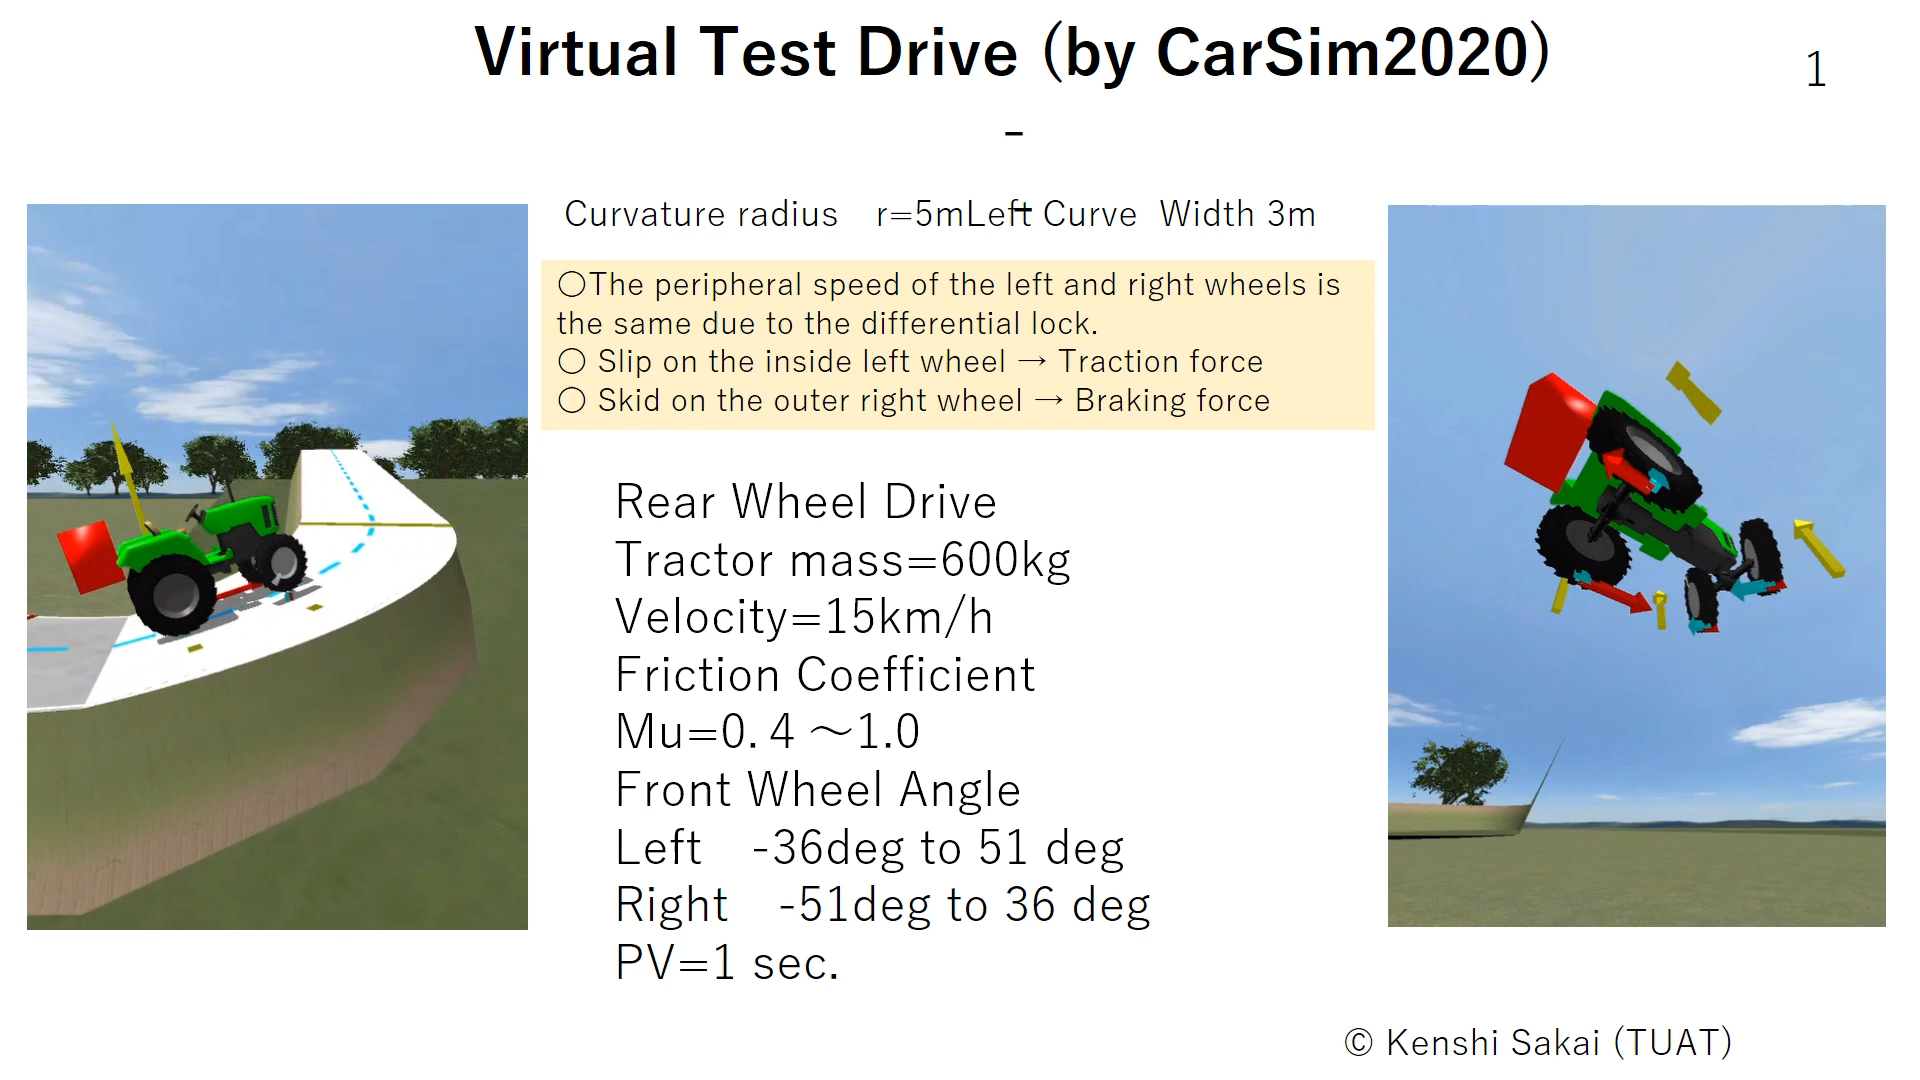 Virtual Test Drive (by CarSim2020)
1
-
Curvature radius　r=5mLeft Curve Width 3m
○The peripheral speed of the left and right wheels is
the same due to the differential lock.
○ Slip on the inside left wheel → Traction force
○ Skid on the outer right wheel → Braking force
Rear Wheel Drive
Tractor mass=600kg
Velocity=15km/h
Friction Coefficient
Mu=0. 4 ～1.0
Front Wheel Angle
Left　-36deg to 51 deg
Right　-51deg to 36 deg
PV=1 sec.
© Kenshi Sakai (TUAT)